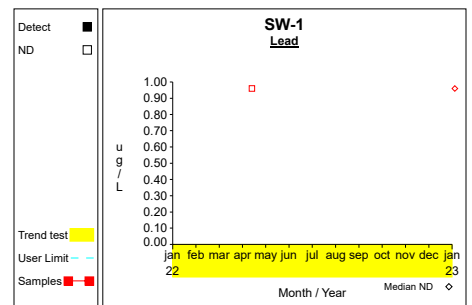 Detect
ND
Trend test
User Limit
Samples
SW-1
Lead
u
g
/
L
1.00
0.90
0.80
0.70
0.60
0.50
0.40
0.30
0.20
0.10
0.00
jan feb mar apr may jun jul aug sep oct nov dec jan
22 23
Month / Year
Median ND